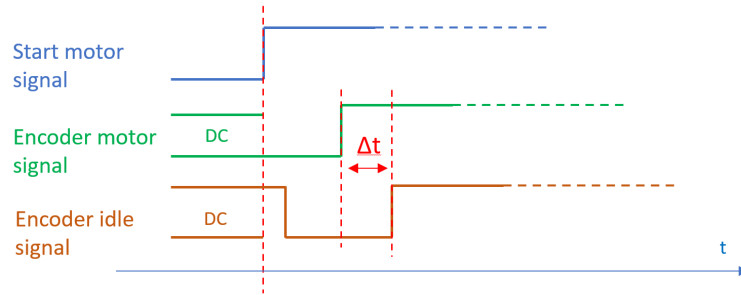 Start motor
signal
Encoder motor
signal
DC
Δt
Encoder idle
signal
DC
t